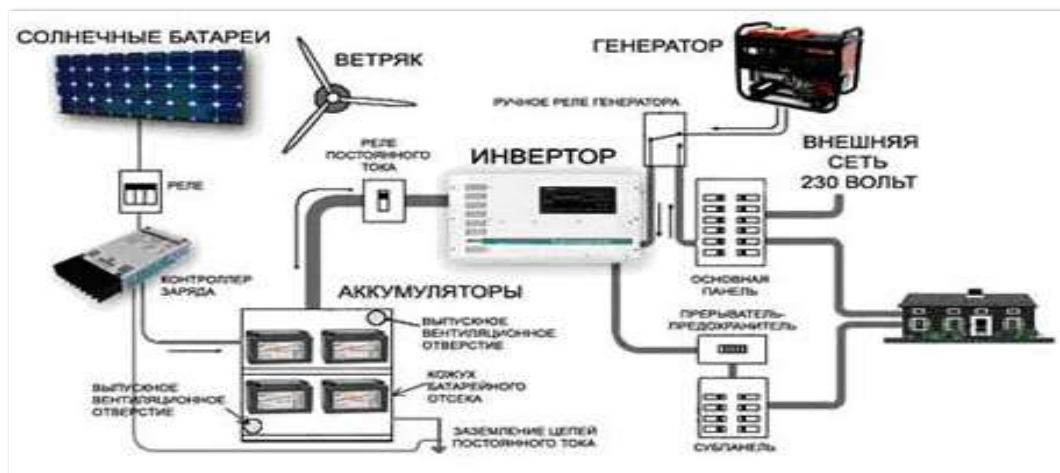 СОЛНЕЧНЫЕ БАТАРЕИ
ВЕТРЯК
ГЕНЕРАТОР
РУЧНОЕ РЕЛЕ ГЕНЕРАТОРА
РЕЛЕ
ПОСТОЯННОГО
ТОКА
ИНВЕРТОР
ВНЕШНЯЯ
СЕТЬ
230 ВОЛЬТ
РЕЛЕ
КОНТРОЛЛЕР
ЗАРЯДА
АККУМУЛЯТОРЫ
ОСНОВНАЯ
ПАНЕЛЬ
ВЫПУСКНОЕ
ВЕНТИЛЯЦИОННОЕ
ОТВЕРСТИЕ
ПРЕРЫВАТЕЛЬ-
ПРЕДОХРАНИТЕЛЬ
КОЖУХ
БАТАРЕЙНОГО
ОТСЕКА
ВЫПУСКНОЕ
ВЕНТИЛЯЦИОННОЕ
ОТВЕРСТИЕ
ЗАЗЕМЛЕНИЕ ЦЕПЕЙ
ПОСТОЯННОГО ТОКА
СУБПАНЕЛЬ